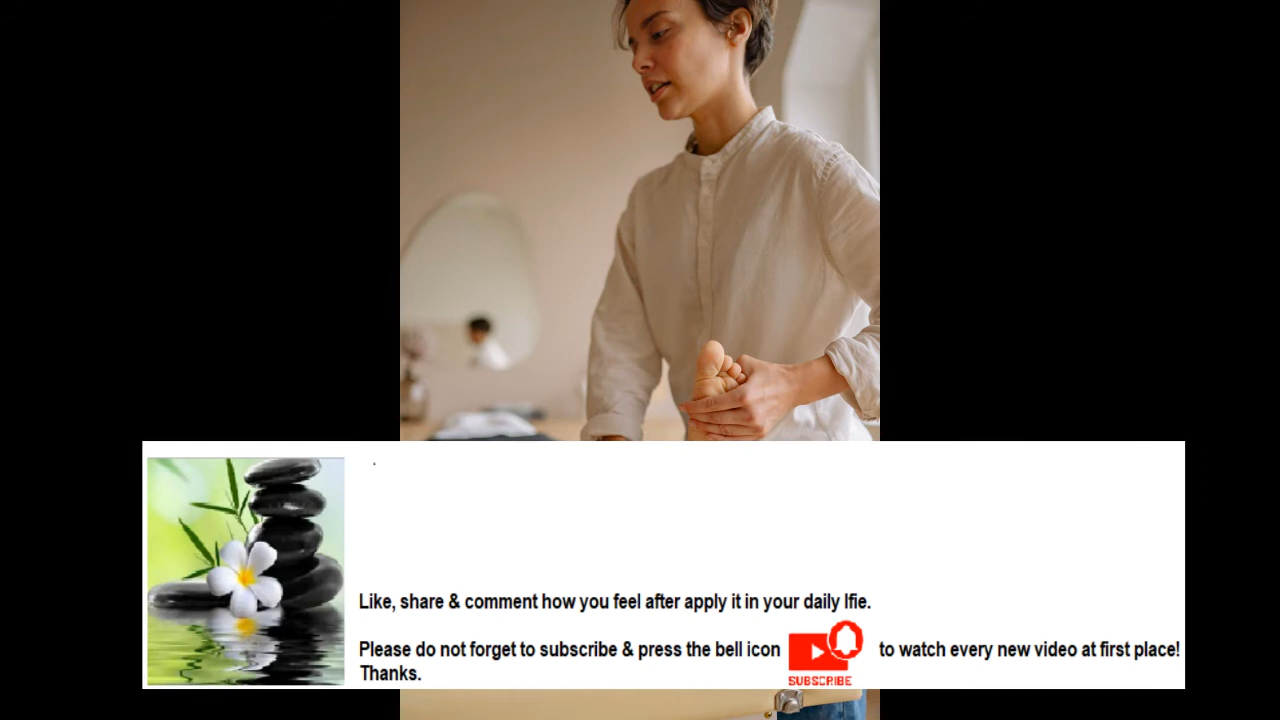 Like, share & comment how you feel after apply it in your daily lfie.
Please do not forget to subscribe & press the bell icon SUBSCRIBE to watch every new video at first place!
Thanks.